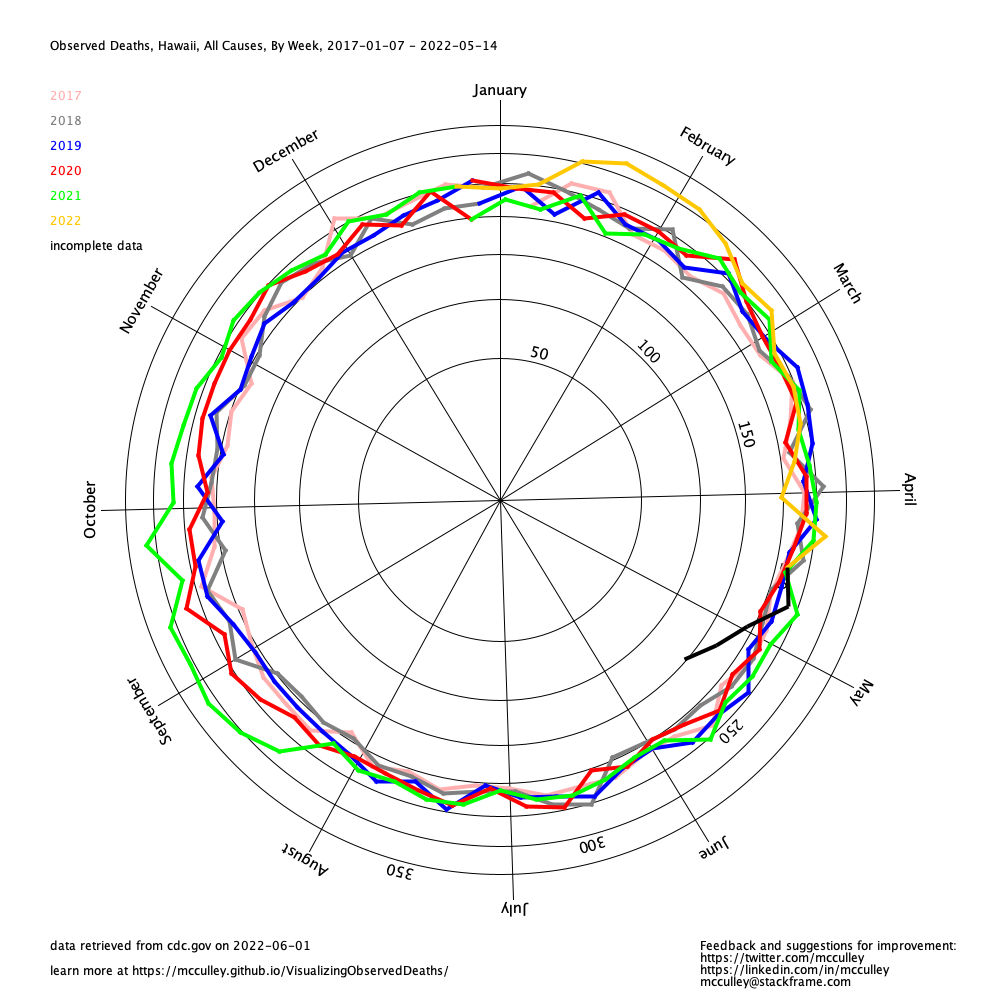 Observed Deaths, Hawaii, All Causes, By Week, 2017-01-07 - 2022-05-14
2017
2018
2019
2020
2021
2022
incomplete data
January
February
March
April
May
June
July
August
September
October
November
December
50
100
150
250
300
350
data retrieved from cdc.gov on 2022-06-01
learn more at https://mcculley.github.io/VisualizingObservedDeaths/
Feedback and suggestions for improvement:
https://twitter.com/mcculley
https://linkedin.com/in/mcculley
mcculley@stackframe.com